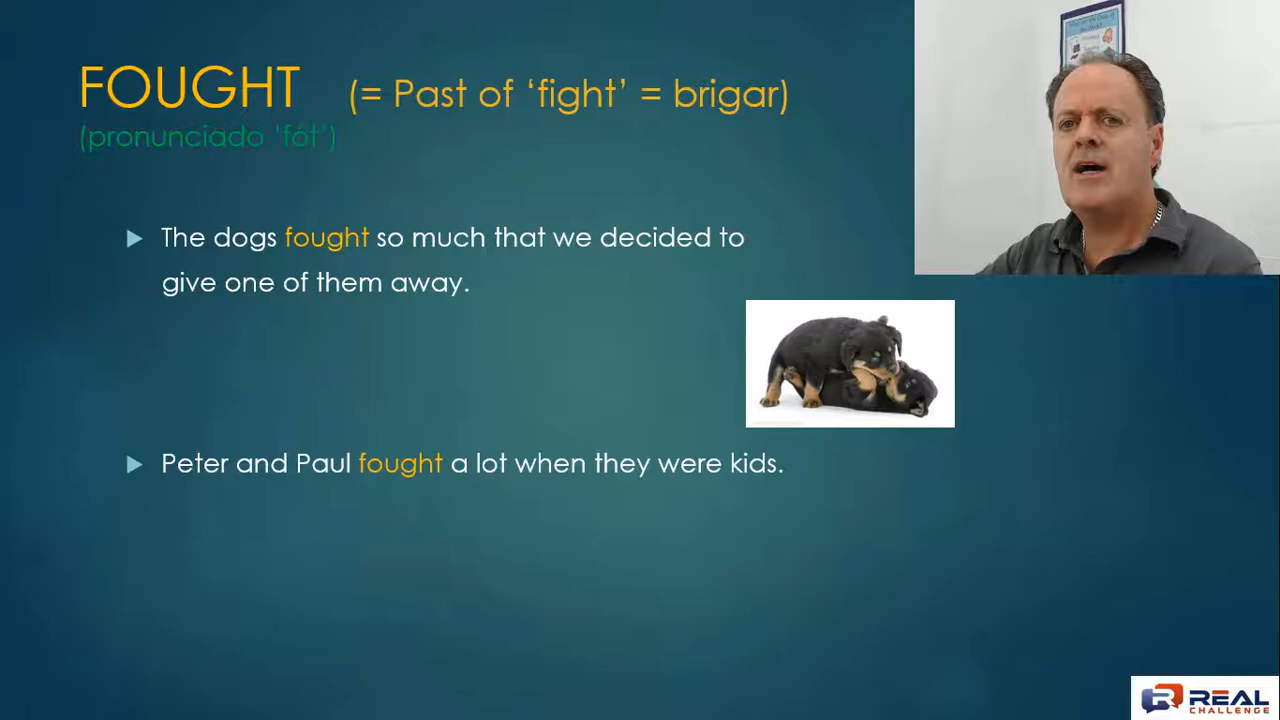 FOUGHT (= Past of ‘fight’ = brigar)
(pronunciado ‘fót’)
The dogs fought so much that we decided to
give one of them away.
Peter and Paul fought a lot when they were kids.
REAL
CHALLENGE